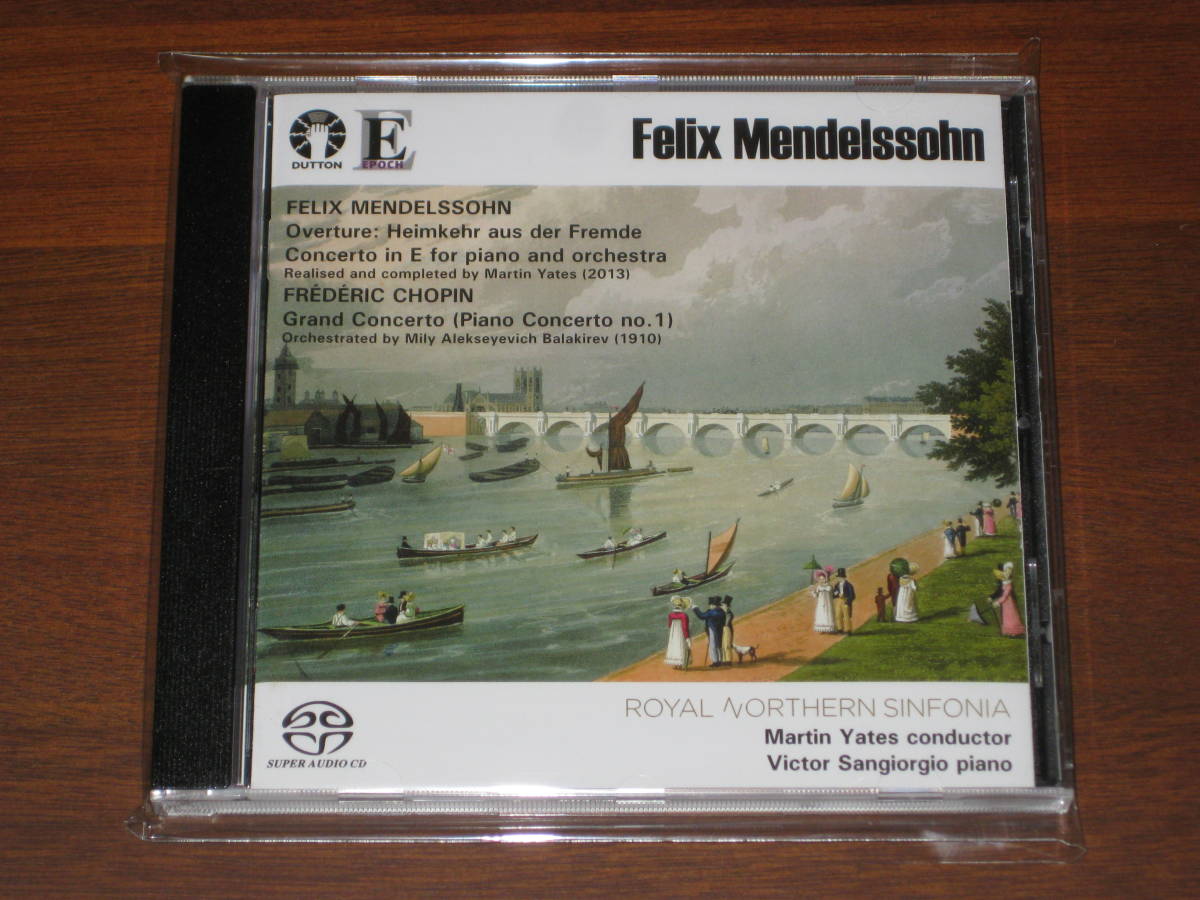 DUTTON
E
EPOCH
Felix Mendelssohn
FELIX MENDELSSOHN
Overture: Heimkehr aus der Fremde
Concerto in E for piano and orchestra
Realised and completed by Martin Yates (2013)
FRÉDÉRIC CHOPIN
Grand Concerto (Piano Concerto no.1)
Orchestrated by Mily Alekseyevich Balakirev (1910)
SUPER AUDIO CD
ROYAL NORTHERN SINFONIA
Martin Yates conductor
Victor Sangiorgio piano